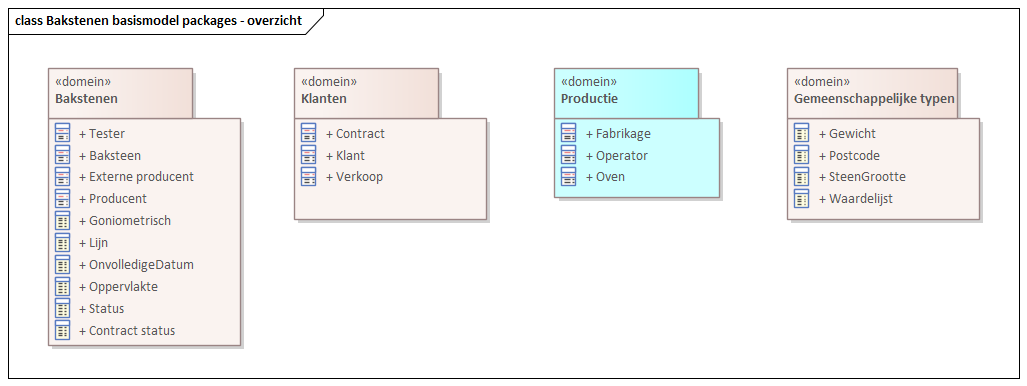 class Bakstenen basismodel packages - overzicht
«domein»
Bakstenen
+ Tester
+ Baksteen
+ Externe producent
+ Producent
+ Goniometrisch
+ Lijn
+ OnvolledigeDatum
+ Oppervlakte
+ Status
+ Contract status
«domein»
Klanten
+ Contract
+ Klant
+ Verkoop
«domein»
Productie
+ Fabrikage
+ Operator
+ Oven
«domein»
Gemeenschappelijke typen
+ Gewicht
+ Postcode
+ SteenGrootte
+ Waardelijst